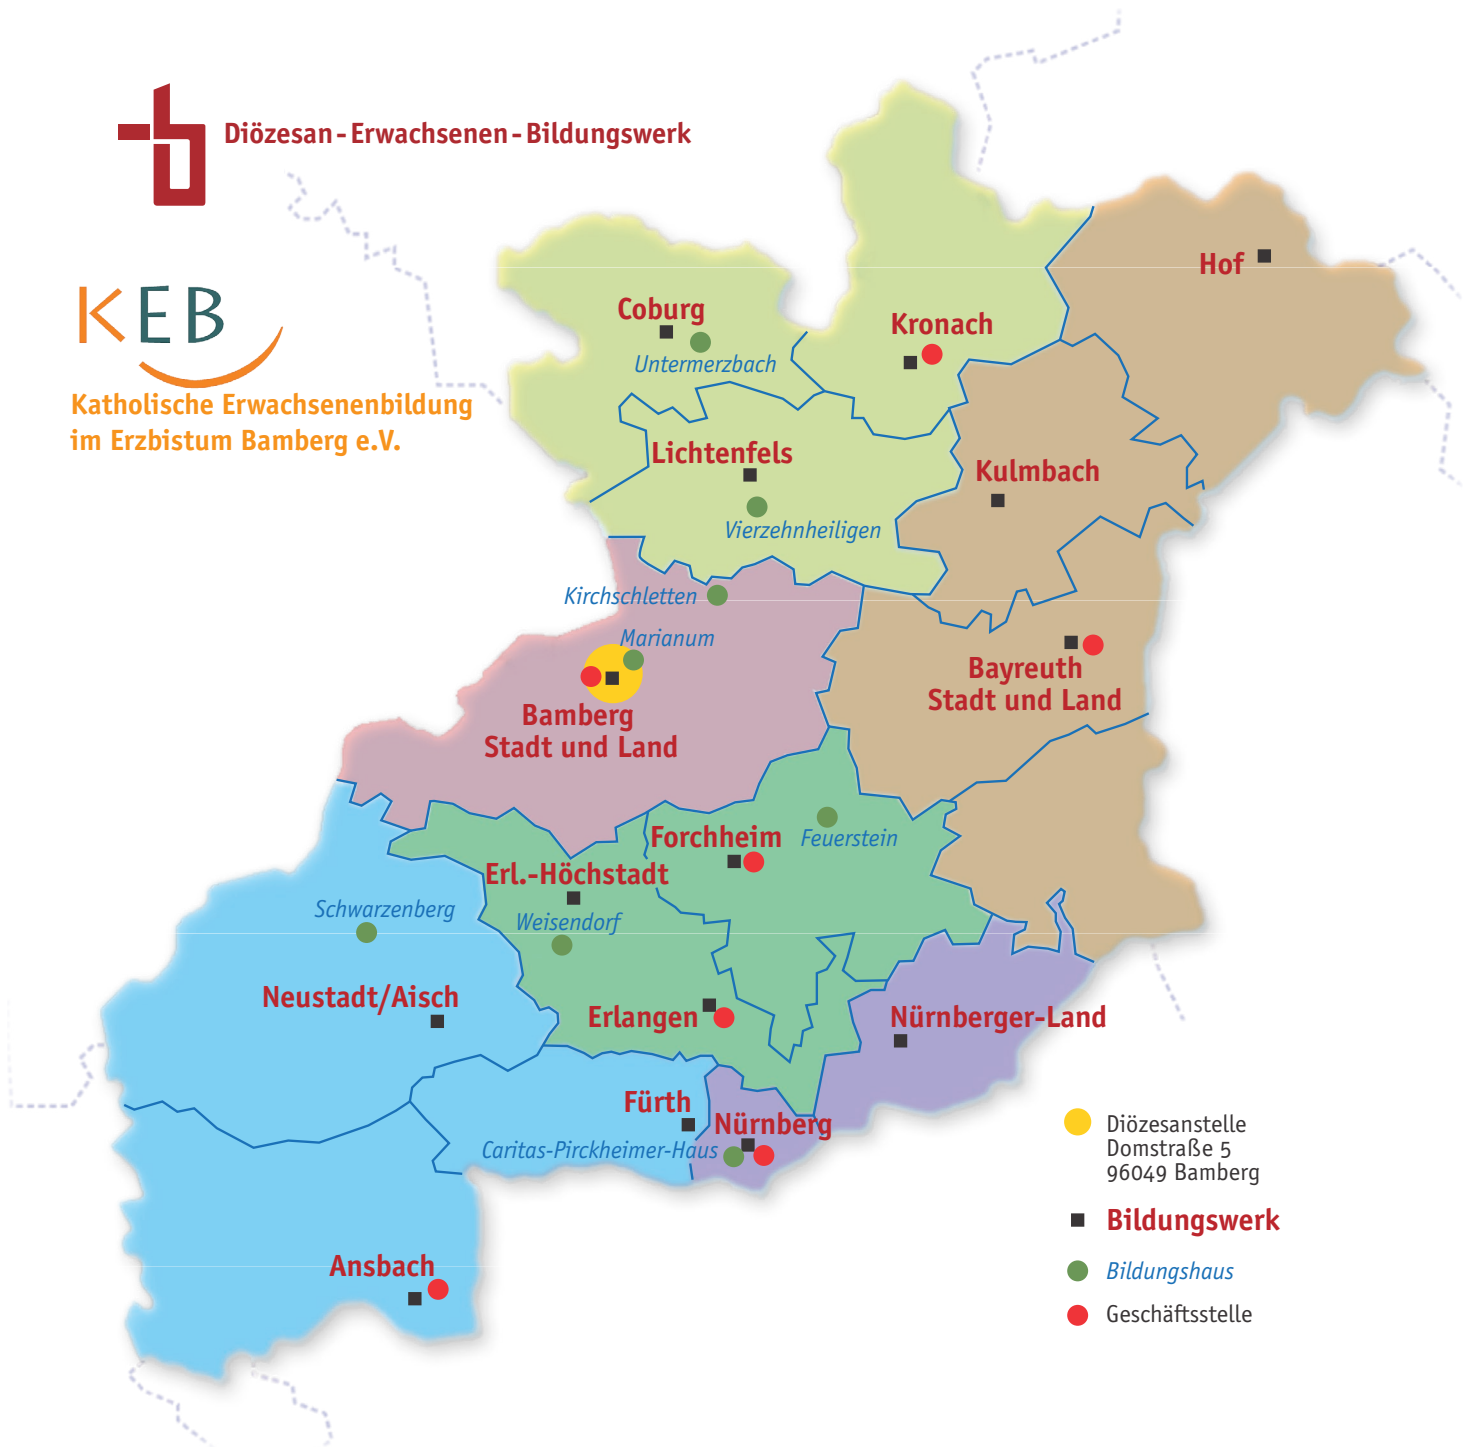 Diözesan-Erwachsenen-Bildungswerk
KEB
Katholische Erwachsenenbildung
im Erzbistum Bamberg e.V.
Hof
Coburg
Untermerzbach
Kronach
Lichtenfels
Vierzehnheiligen
Kulmbach
Kirchschletten
Marianum
Bamberg
Stadt und Land
Bayreuth
Stadt und Land
Forchheim
Feuerstein
Erl.-Höchstadt
Weisendorf
Schwarzenberg
Neustadt/Aisch
Erlangen
Nürnberger-Land
Fürth
Nürnberg
Caritas-Pirckheimer-Haus
Ansbach
Diözesanstelle
Domstraße 5
96049 Bamberg
Bildungswerk
Bildungshaus
Geschäftsstelle